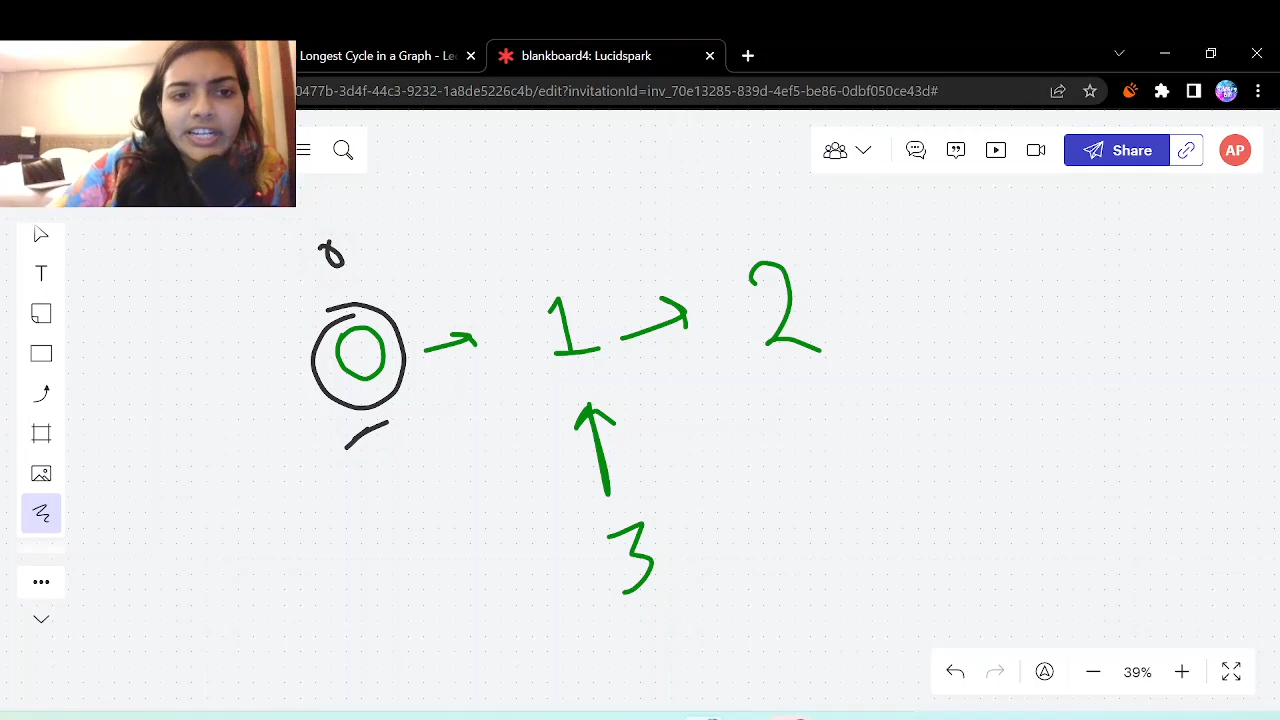 Longest Cycle in a Graph - Le
blankboard4: Lucidspark
0477b-3d4f-44c3-9232-1a8de5226c4b/edit?invitationId=inv_70e13285-839d-4ef5-be86-0dbf050ce43d#
Share
AP
T
0 1 2
3
39%